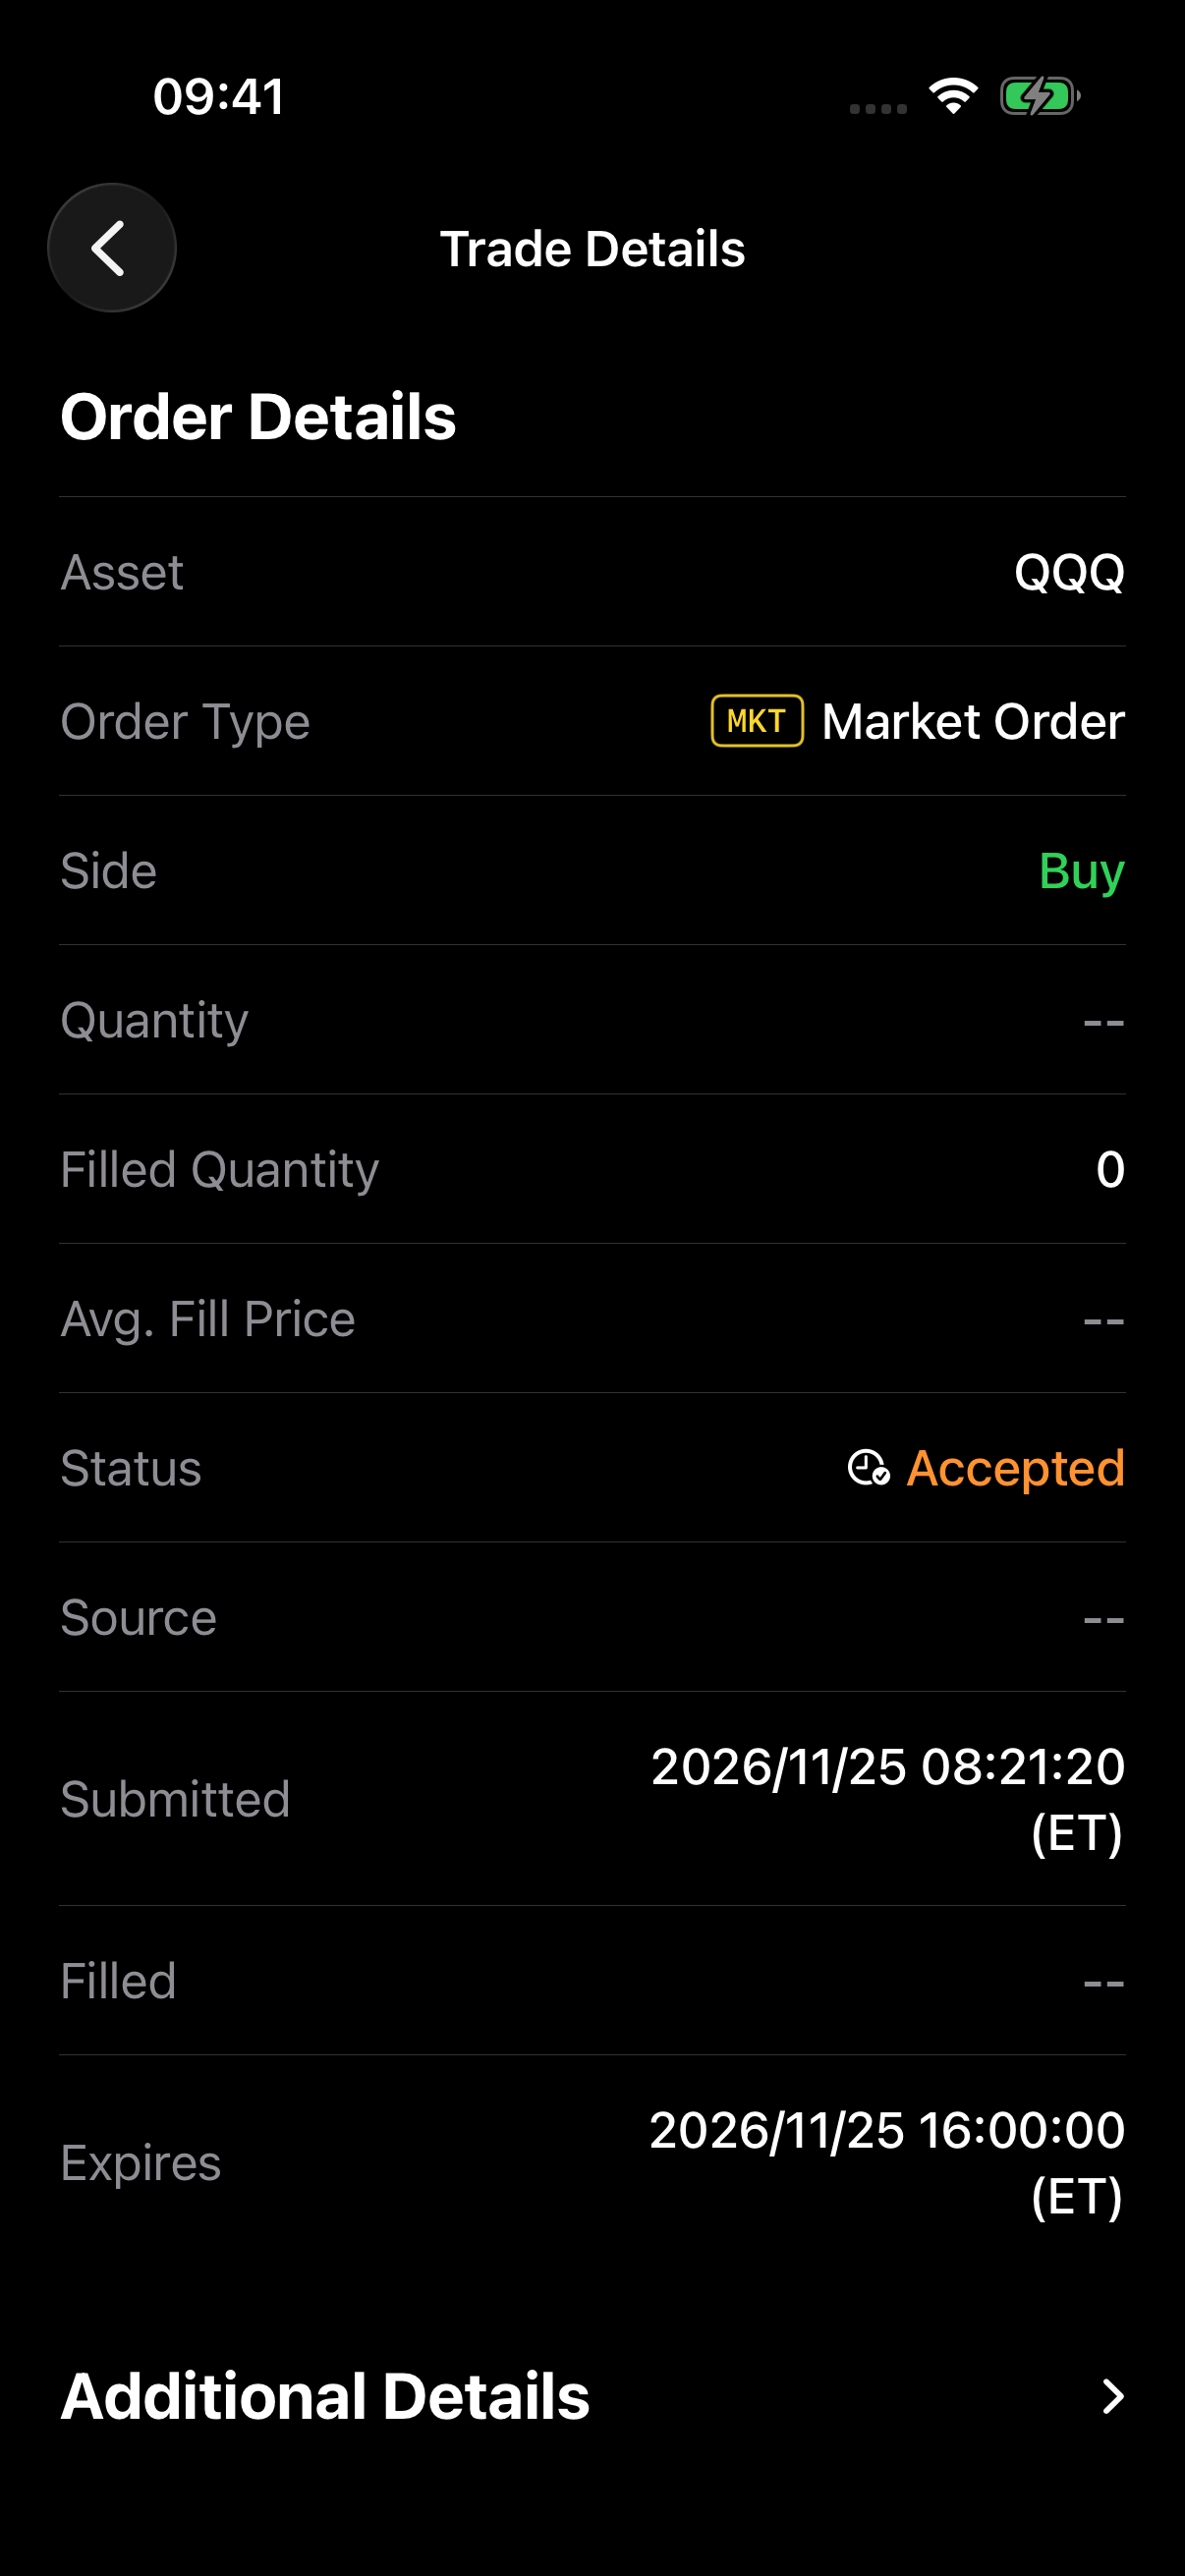 09:41
Trade Details
Order Details
Asset QQQ
Order Type MKT Market Order
Side Buy
Quantity --
Filled Quantity 0
Avg. Fill Price --
Status Accepted
Source --
Submitted 2026/11/25 08:21:20
(ET)
Filled --
Expires 2026/11/25 16:00:00
(ET)
Additional Details